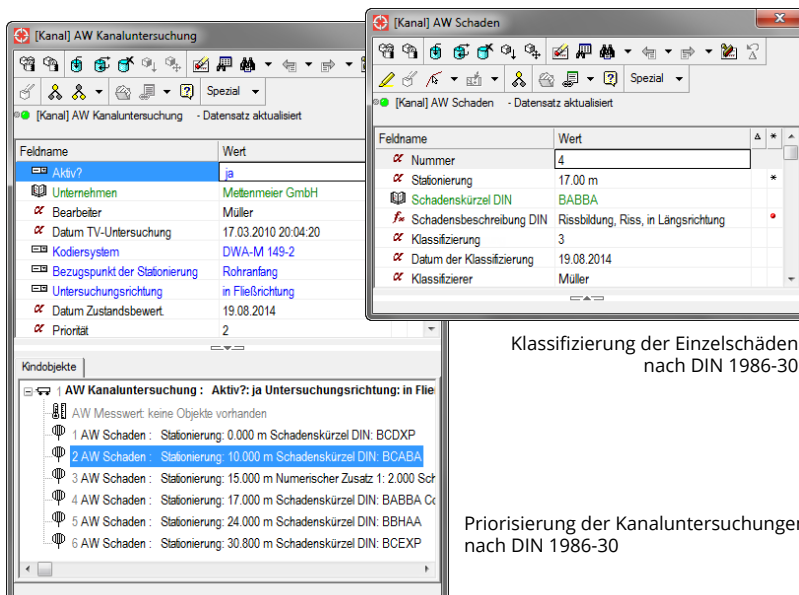 [Kanal] AW Kanaluntersuchung
Spezial
[Kanal] AW Kanaluntersuchung - Datensatz aktualisiert
Feldname Wert
Aktiv? ja
Unternehmen Mettenmeier GmbH
Bearbeiter Müller
Datum TV-Untersuchung 17.03.2010 20:04:20
Kodiersystem DWA-M 149-2
Bezugspunkt der Stationierung Rohranfang
Untersuchungsrichtung in Fließrichtung
Datum Zustandsbewert. 19.08.2014
Priorität 2
Kindobjekte
1 AW Kanaluntersuchung : Aktiv?: ja Untersuchungsrichtung: in Flie
AW Messwert: keine Objekte vorhanden
1 AW Schaden : Stationierung: 0.000 m Schadenskürzel DIN: BCDXP
2 AW Schaden : Stationierung: 10.000 m Schadenskürzel DIN: BCABA
3 AW Schaden : Stationierung: 15.000 m Numerischer Zusatz 1: 2.000 Sch
4 AW Schaden : Stationierung: 17.000 m Schadenskürzel DIN: BABBA Co
5 AW Schaden : Stationierung: 24.000 m Schadenskürzel DIN: BBHAA
6 AW Schaden : Stationierung: 30.800 m Schadenskürzel DIN: BCEXP
[Kanal] AW Schaden
Spezial
[Kanal] AW Schaden - Datensatz aktualisiert
Feldname Wert Δ *
Nummer 4
Stationierung 17.00 m *
Schadenskürzel DIN BABBA
Schadensbeschreibung DIN Rissbildung, Riss, in Längsrichtung
Klassifizierung 3
Datum der Klassifizierung 19.08.2014
Klassifizierer Müller
Klassifizierung der Einzelschäden
nach DIN 1986-30
Priorisierung der Kanaluntersuchungen
nach DIN 1986-30